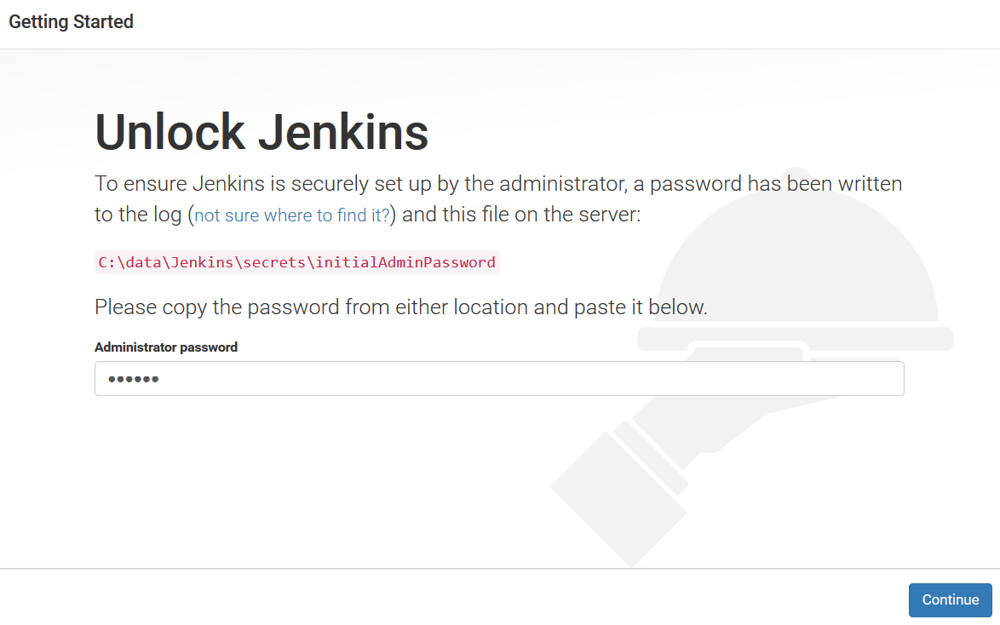 Getting Started
Unlock Jenkins
To ensure Jenkins is securely set up by the administrator, a password has been written
to the log (not sure where to find it?) and this file on the server:
C:\data\Jenkins\secrets\initialAdminPassword
Please copy the password from either location and paste it below.
Administrator password
••••••
Continue